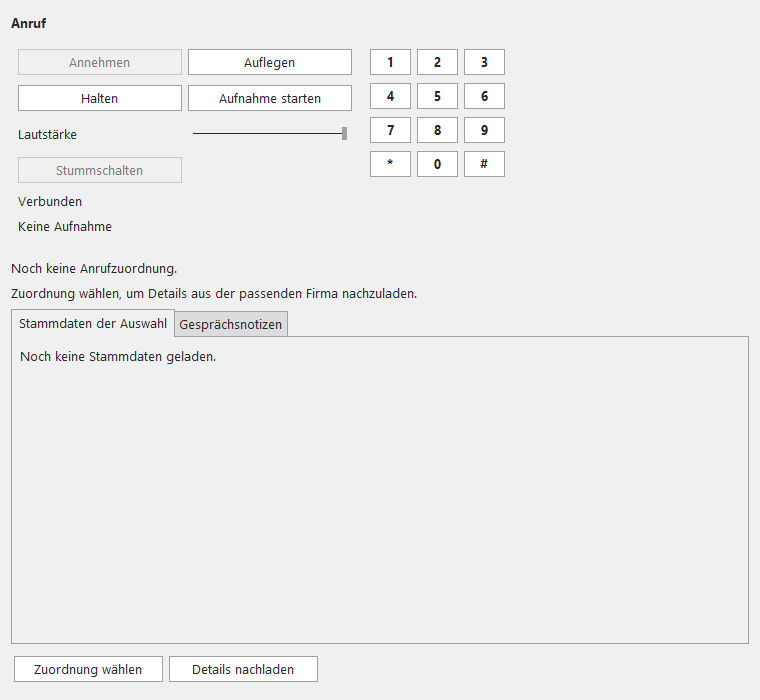 Anruf
Annehmen Auflegen 1 2 3
Halten Aufnahme starten 4 5 6
Lautstärke 7 8 9
Stummschalten * 0 #
Verbunden
Keine Aufnahme
Noch keine Anrufzuordnung.
Zuordnung wählen, um Details aus der passenden Firma nachzuladen.
Stammdaten der Auswahl Gesprächsnotizen
Noch keine Stammdaten geladen.
Zuordnung wählen Details nachladen